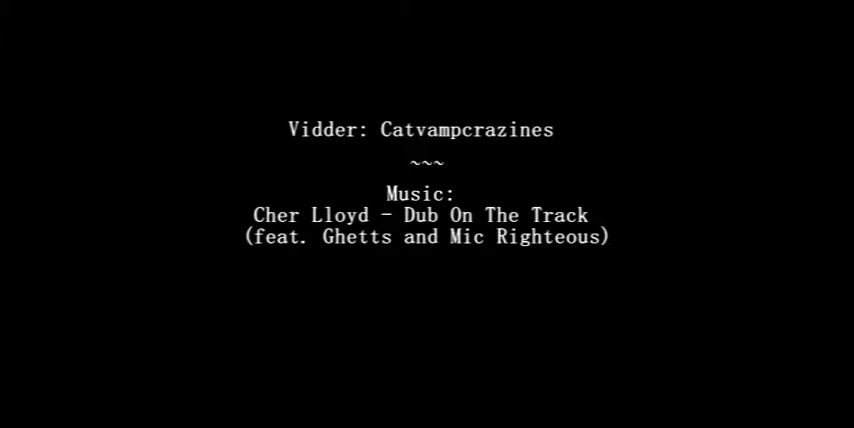 Vidder: Catvampcrazines
~~~
Music:
Cher Lloyd - Dub On The Track
(feat. Ghetts and Mic Righteous)